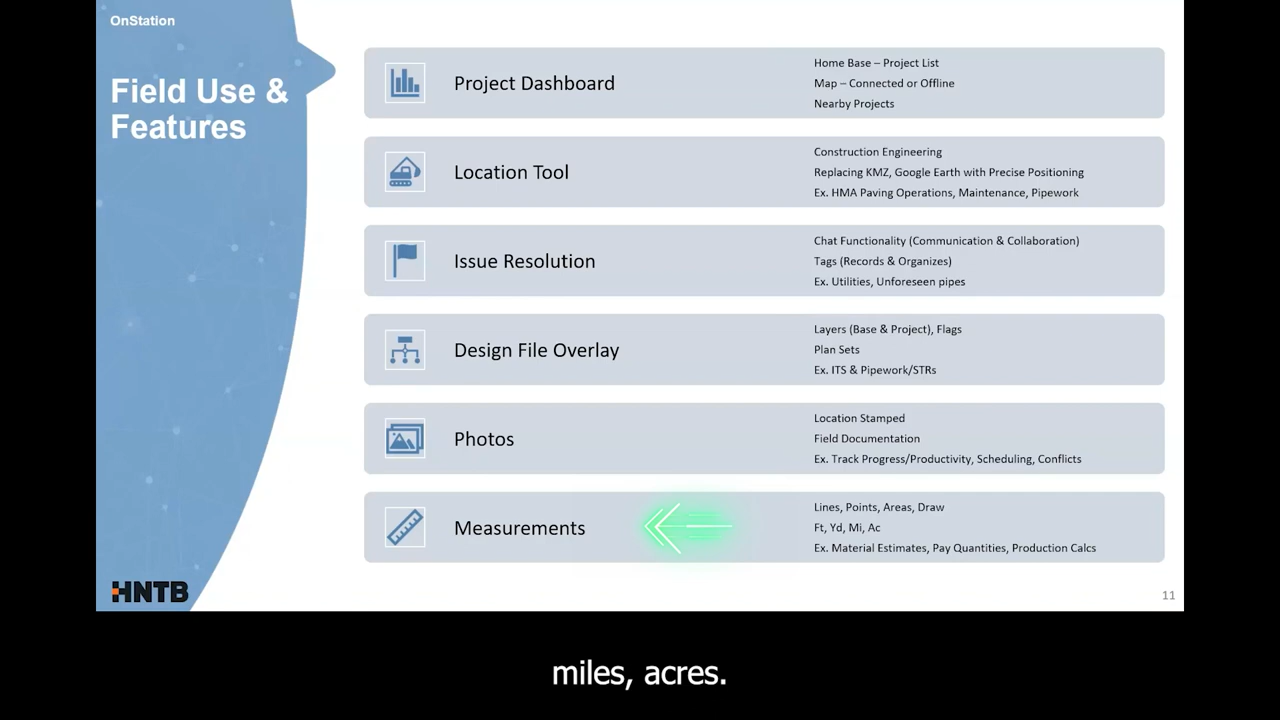 OnStation
Field Use &
Features
Project Dashboard
Home Base – Project List
Map – Connected or Offline
Nearby Projects
Location Tool
Construction Engineering
Replacing KMZ, Google Earth with Precise Positioning
Ex. HMA Paving Operations, Maintenance, Pipework
Issue Resolution
Chat Functionality (Communication & Collaboration)
Tags (Records & Organizes)
Ex. Utilities, Unforeseen pipes
Design File Overlay
Layers (Base & Project), Flags
Plan Sets
Ex. ITS & Pipework/STRs
Photos
Location Stamped
Field Documentation
Ex. Track Progress/Productivity, Scheduling, Conflicts
Measurements
Lines, Points, Areas, Draw
Ft, Yd, Mi, Ac
Ex. Material Estimates, Pay Quantities, Production Calcs
HNTB
11
miles, acres.